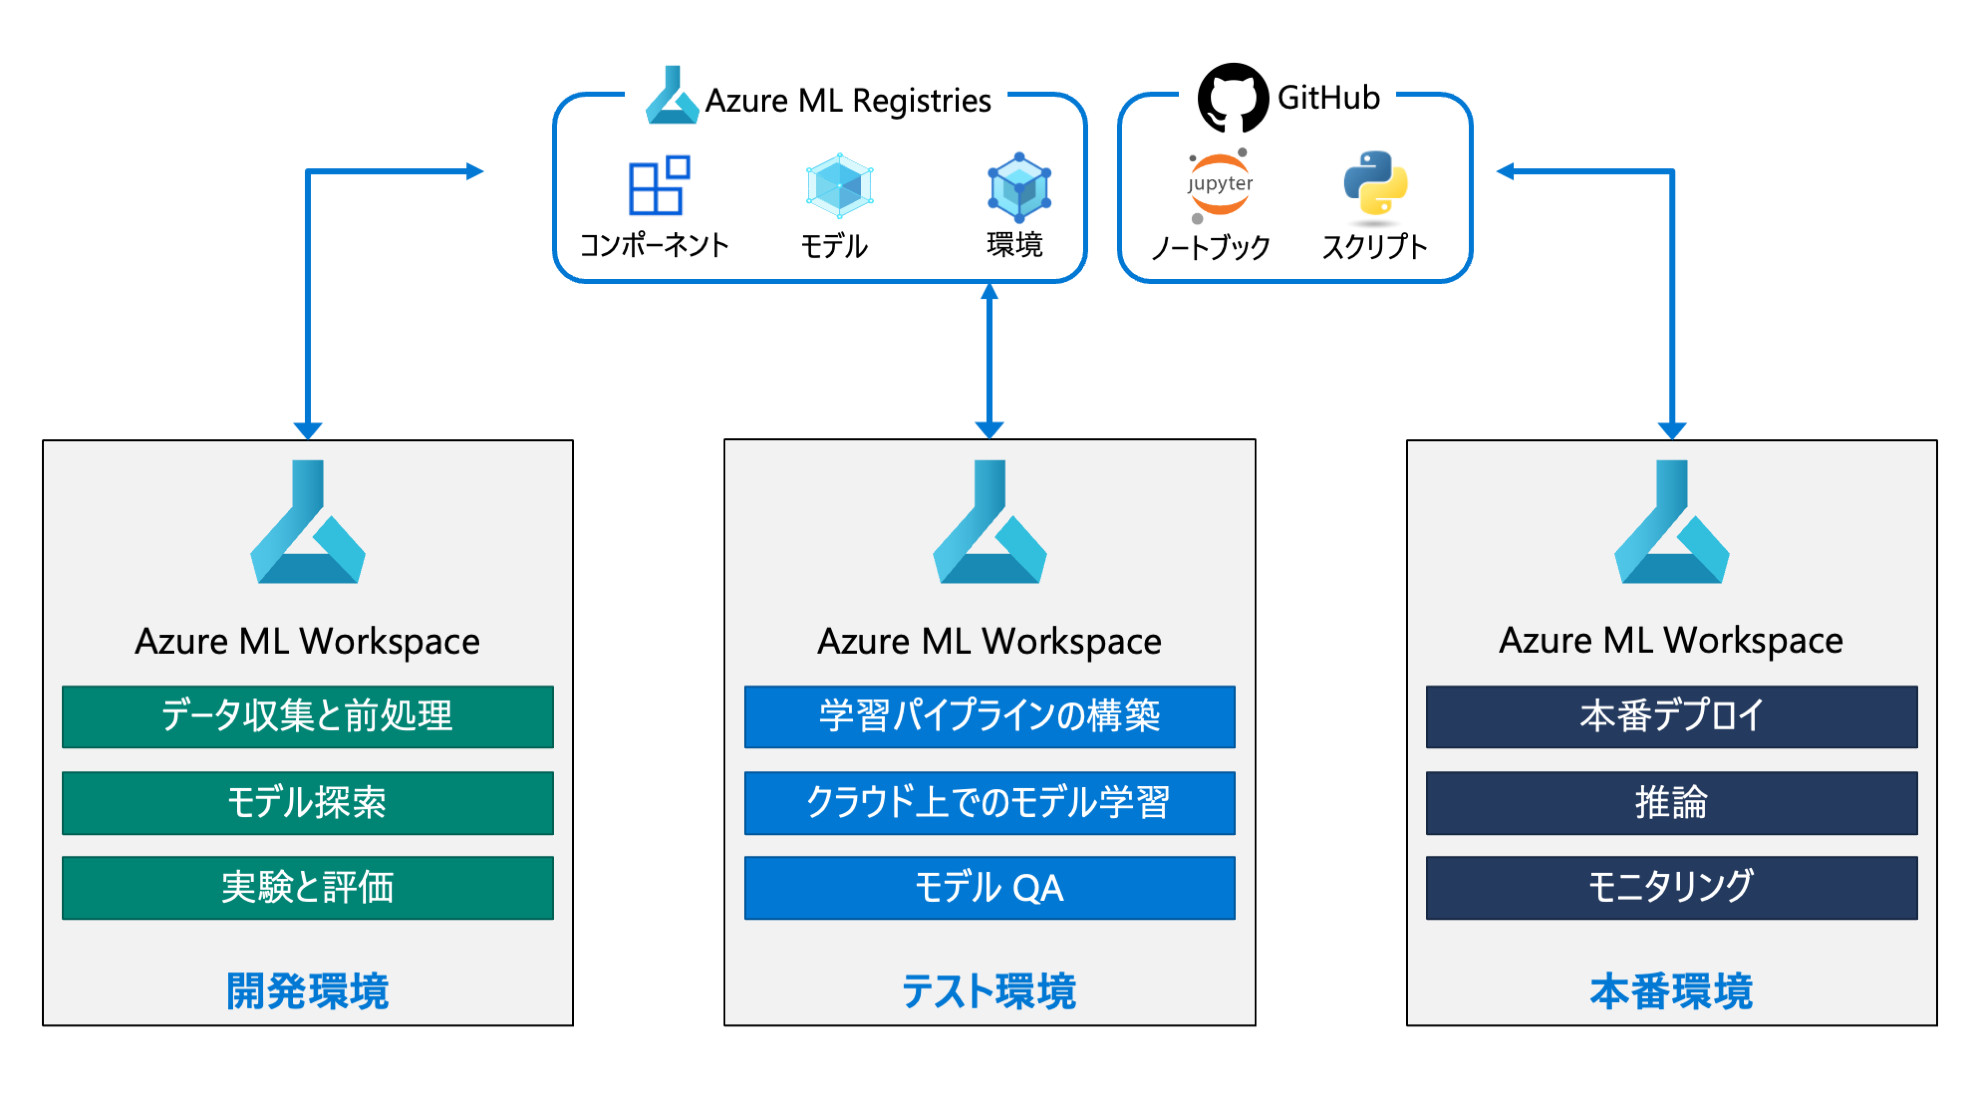 Azure ML Registries
コンポーネント
モデル
環境
GitHub
jupyter
ノートブック
スクリプト
Azure ML Workspace
データ収集と前処理
モデル探索
実験と評価
開発環境
Azure ML Workspace
学習パイプラインの構築
クラウド上でのモデル学習
モデル QA
テスト環境
Azure ML Workspace
本番デプロイ
推論
モニタリング
本番環境